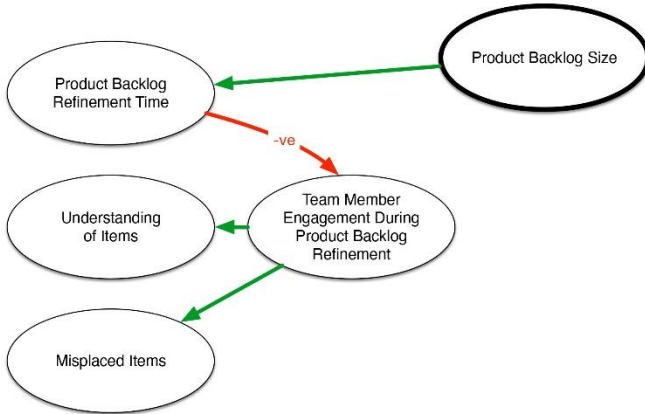 Product Backlog Size
Product Backlog
Refinement Time
-ve
Team Member
Engagement During
Product Backlog
Refinement
Understanding
of Items
Misplaced Items